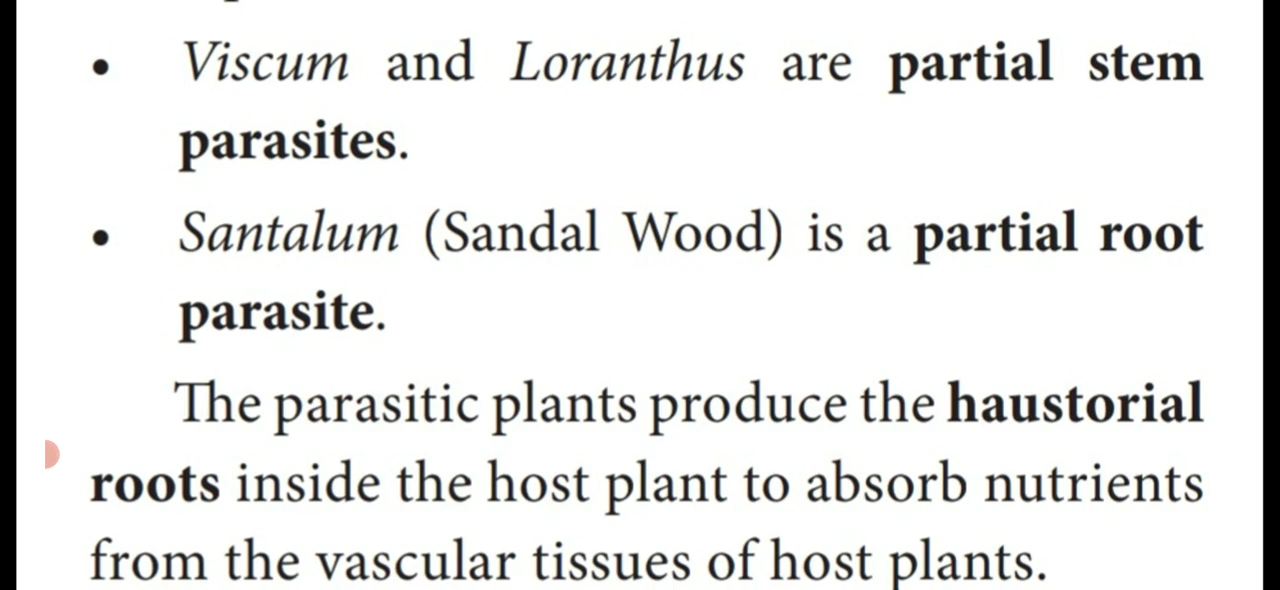 • Viscum and Loranthus are partial stem
parasites.
• Santalum (Sandal Wood) is a partial root
parasite.
The parasitic plants produce the haustorial
roots inside the host plant to absorb nutrients
from the vascular tissues of host plants.